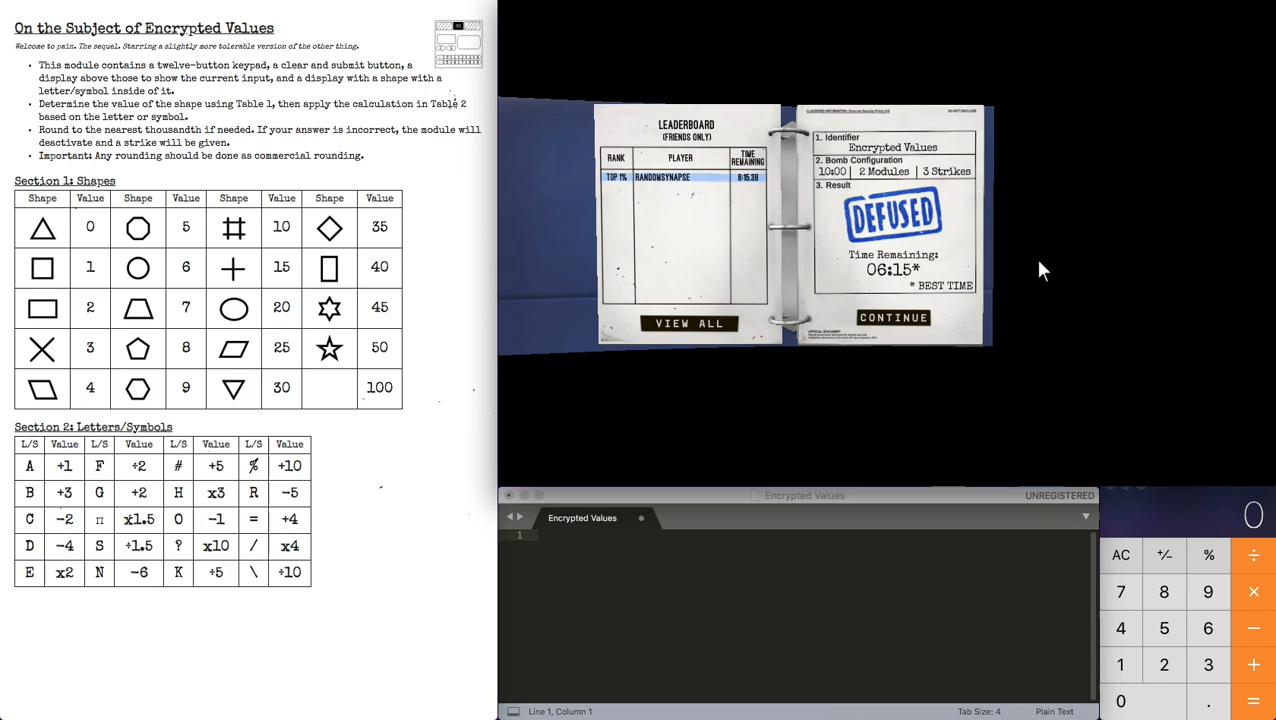 On the Subject of Encrypted Values
Welcome to pain. The sequel. Starring a slightly more tolerable version of the other thing.
• This module contains a twelve-button keypad, a clear and submit button, a
display above those to show the current input, and a display with a shape with a
letter/symbol inside of it.
• Determine the value of the shape using Table 1, then apply the calculation in Table 2
based on the letter or symbol.
• Round to the nearest thousandth if needed. If your answer is incorrect, the module will
deactivate and a strike will be given.
• Important: Any rounding should be done as commercial rounding.
Section 1: Shapes
Shape Value Shape Value Shape Value Shape Value
0 5 10 35
1 6 15 40
2 7 20 45
3 8 25 50
4 9 30 100
Section 2: Letters/Symbols
L/S Value L/S Value L/S Value L/S Value
A +1 F ÷2 # +5 % +10
B +3 G +2 H x3 R -5
C -2 π x1.5 0 -1 = +4
D -4 S ÷1.5 ? x10 / x4
E x2 N -6 K ÷5 \ ÷10
LEADERBOARD
(FRIENDS ONLY)
RANK PLAYER TIME REMAINING
TOP 1% RANDOMSYNAPSE 6:15.38
VIEW ALL
1. Identifier
Encrypted Values
2. Bomb Configuration
10:00 2 Modules 3 Strikes
3. Result
DEFUSED
Time Remaining:
06:15*
* BEST TIME
CONTINUE
Encrypted Values UNREGISTERED
Encrypted Values
1
Line 1, Column 1 Tab Size: 4 Plain Text
0
AC +/- % ÷
7 8 9 ×
4 5 6 −
1 2 3 +
0 . =